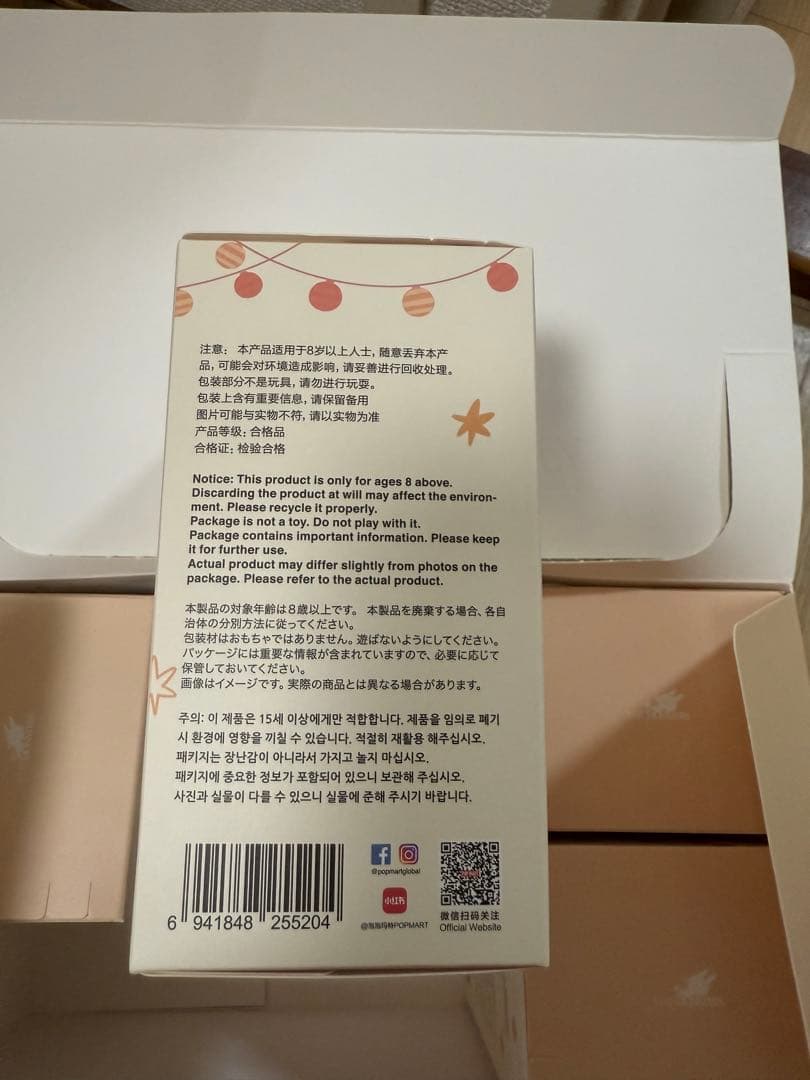 注意： 本产品适用于8岁以上人士，随意丢弃本产
品，可能会对环境造成影响，请妥善进行回收处理。
包装部分不是玩具，请勿进行玩耍。
包装上含有重要信息，请保留备用
图片可能与实物不符，请以实物为准
产品等级：合格品
合格证：检验合格
Notice: This product is only for ages 8 above.
Discarding the product at will may affect the environ-
ment. Please recycle it properly.
Package is not a toy. Do not play with it.
Package contains important information. Please keep
it for further use.
Actual product may differ slightly from photos on the
package. Please refer to the actual product.
本製品の対象年齢は8歳以上です。 本製品を廃棄する場合、各自
治体の分別方法に従ってください。
包装材はおもちゃではありません。遊ばないようにしてください。
パッケージには重要な情報が含まれていますので、必要に応じて
保管しておいてください。
画像はイメージです。実際の商品とは異なる場合があります。
주의: 이 제품은 15세 이상에게만 적합합니다. 제품을 임의로 폐기
시 환경에 영향을 끼칠 수 있습니다. 적절히 재활용 해주십시오.
패키지는 장난감이 아니라서 가지고 놀지 마십시오.
패키지에 중요한 정보가 포함되어 있으니 보관해 주십시오.
사진과 실물이 다를 수 있으니 실물에 준해 주시기 바랍니다.
@popmartglobal
小红书
@泡泡玛特POPMART
微信扫码关注
Official Website
6 941848 255204